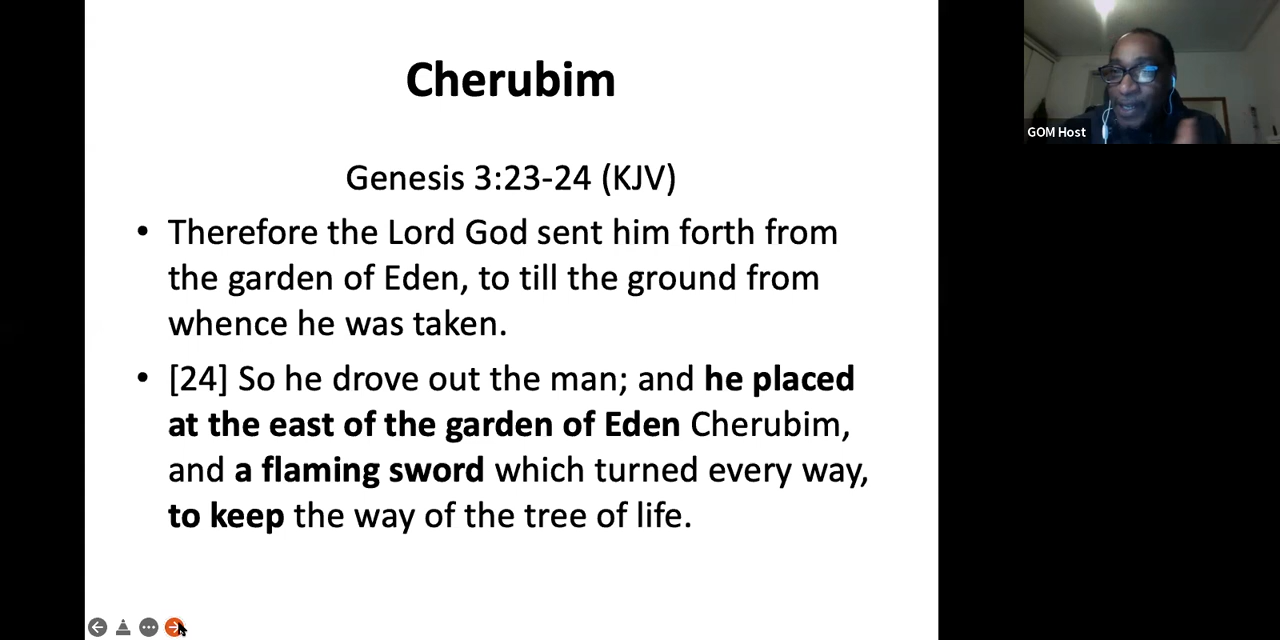 Cherubim
GOM Host
Genesis 3:23-24 (KJV)
• Therefore the Lord God sent him forth from
the garden of Eden, to till the ground from
whence he was taken.
• [24] So he drove out the man; and he placed
at the east of the garden of Eden Cherubim,
and a flaming sword which turned every way,
to keep the way of the tree of life.